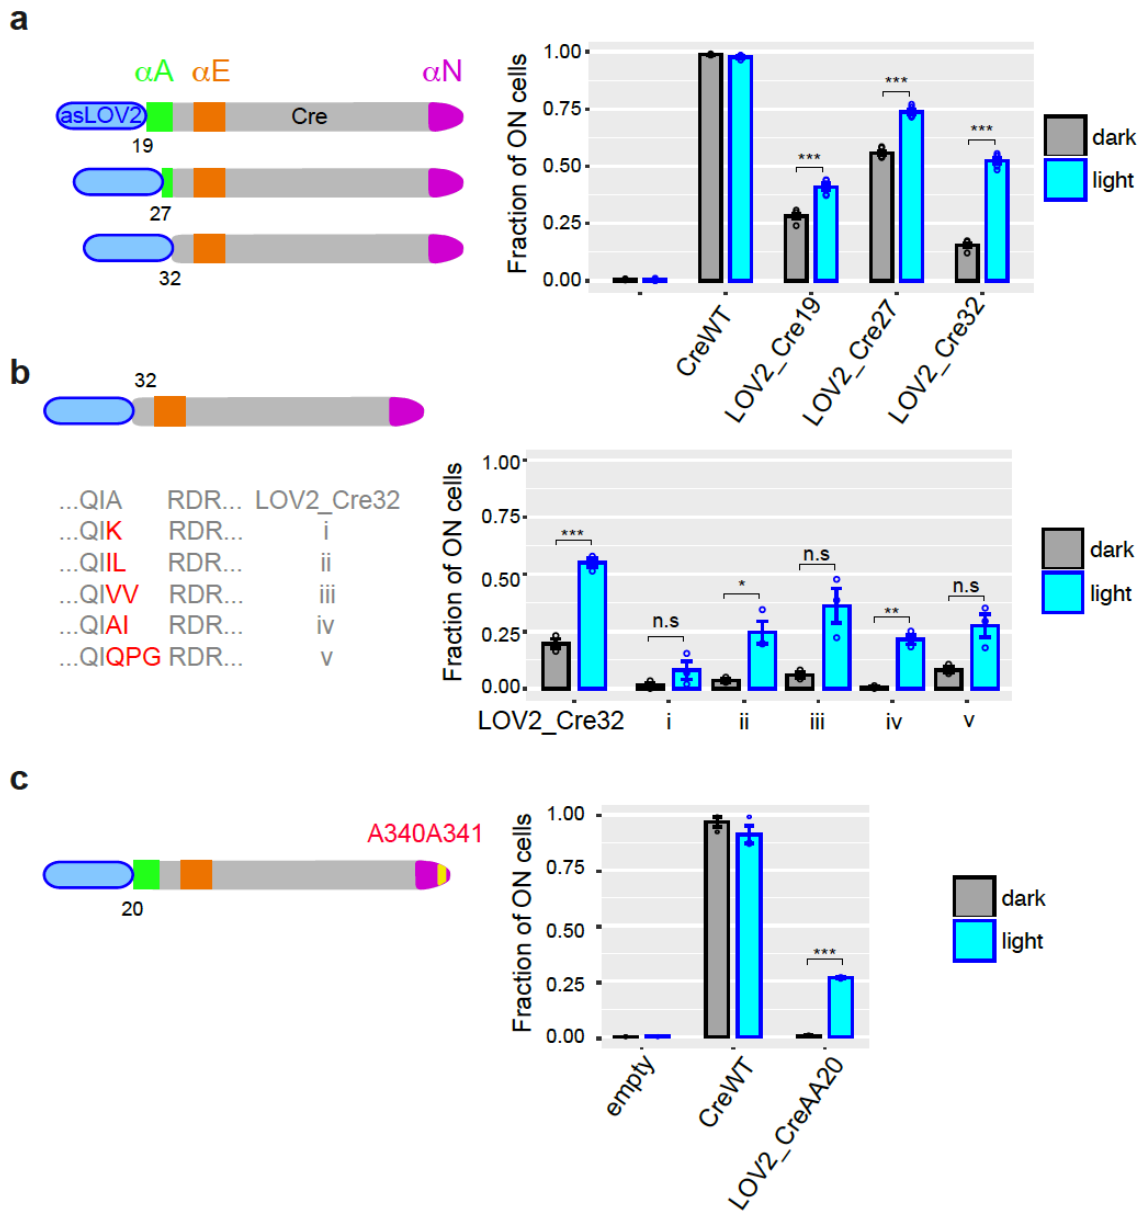 a
αA αE αN
asLOV2 Cre
19
27
32
Fraction of ON cells
1.00
0.75
0.50
0.25
0.00
***
***
***
CreWT
LOV2_Cre19
LOV2_Cre27
LOV2_Cre32
dark
light
b
32
...QIA RDR... LOV2_Cre32
...QIK RDR... i
...QIIL RDR... ii
...QIVV RDR... iii
...QIAI RDR... iv
...QIQPG RDR... v
Fraction of ON cells
1.00
0.75
0.50
0.25
0.00
*** n.s * n.s ** n.s
LOV2_Cre32 i ii iii iv v
dark
light
c
A340A341
20
Fraction of ON cells
1.00
0.75
0.50
0.25
0.00
***
empty
CreWT
LOV2_CreAA20
dark
light